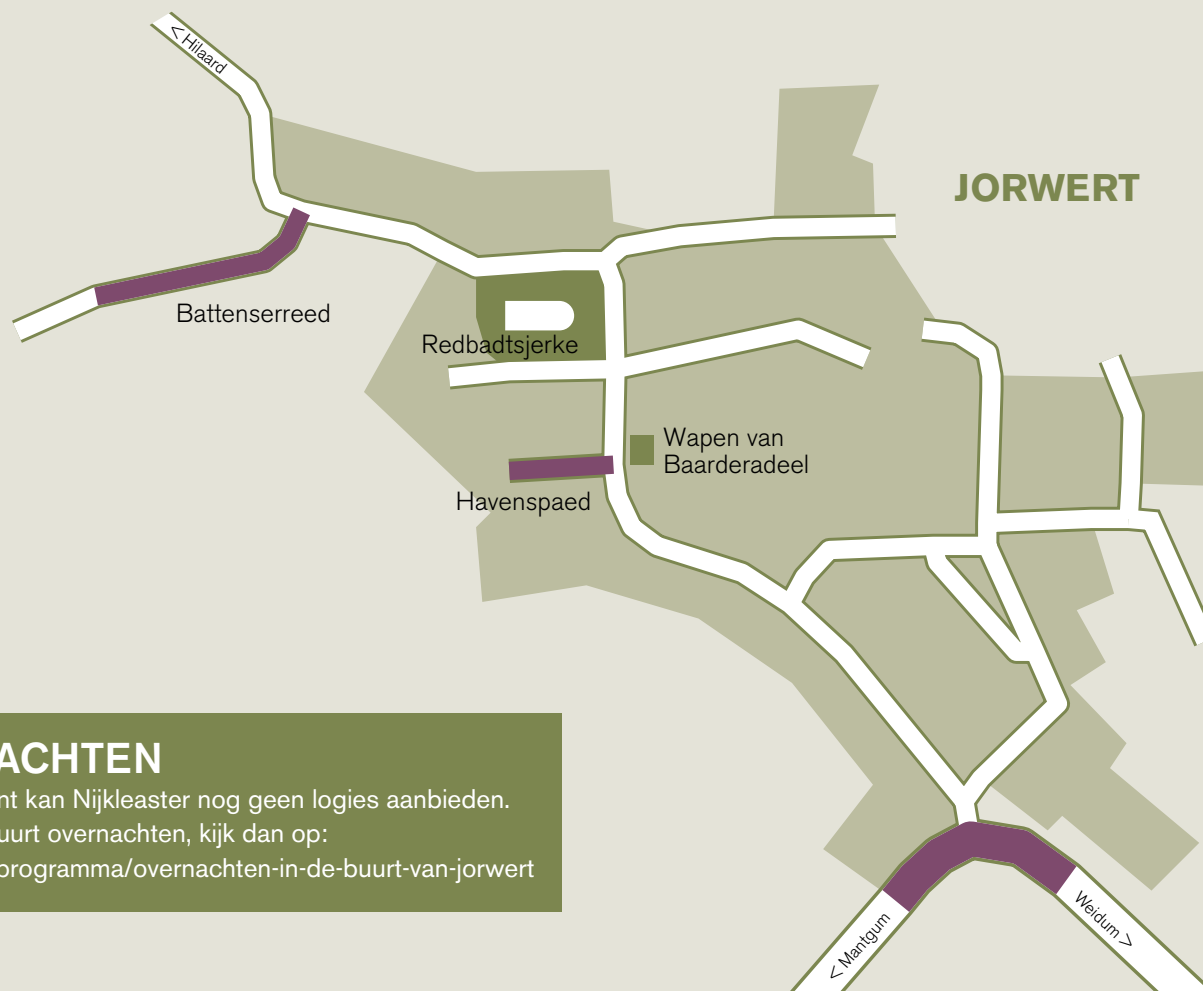 < Hilaard
JORWERT
Battenserreed
Redbadtsjerke
Wapen van
Baarderadeel
Havenspaed
ACHTEN
nt kan Nijkleaster nog geen logies aanbieden.
uurt overnachten, kijk dan op:
programma/overnachten-in-de-buurt-van-jorwert
< Mantgum
Weidum >